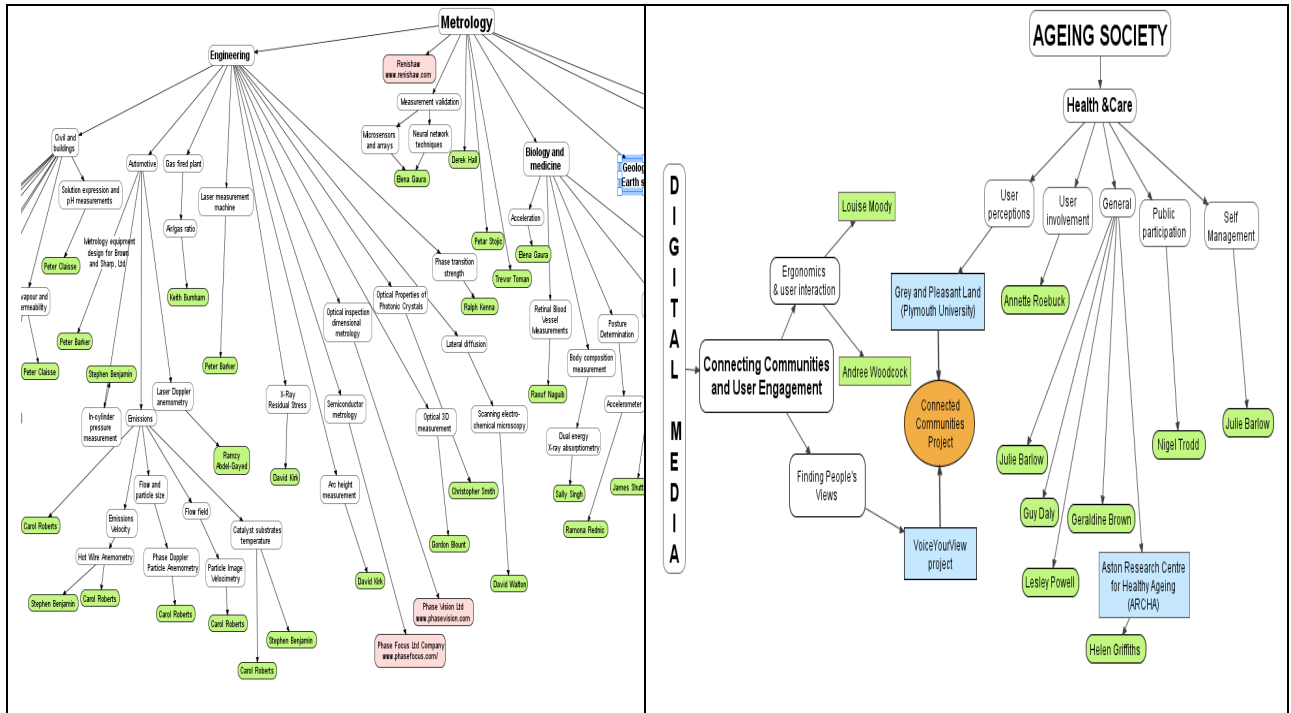 Metrology
Engineering
Renishaw
www.renishaw.com
Measurement validation
Microsensors
and arrays
Neural network
techniques
Elena Gaura
Derek Hall
Biology and
medicine
Geolog
Earth s
Civil and
buildings
Automotive
Gas fired plant
Solution expression and
pH measurements
Laser measurement
machine
Metrology equipment
design for Brown
and Sharp, Ltd
Air/gas ratio
Acceleration
Peter Claisse
Keith Burnham
Petar Stojic
Elena Gaura
Phase transition
strength
Trevor Toman
apour and
ermeability
Optical Properties of
Photonic Crystals
Ralph Kenna
Optical inspection
dimensional
metrology
Retinal Blood
Vessel
Measurements
Posture
Determination
Peter Barker
Lateral diffusion
Peter Claisse
Stephen Benjamin
Peter Barker
Body composition
measurement
Laser Doppler
anemometry
X-Ray
Residual Stress
Raouf Naguib
Semiconductor
metrology
Accelerometer
In-cylinder
pressure
measurement
Emissions
Optical 3D
measurement
Scanning electro-
chemical microscopy
Dual energy
X-ray absorptiometry
Ramzy
Abdel-Gayed
David Kirk
Flow and
particle size
Arc height
measurement
Christopher Smith
Sally Singh
James Shutt
Carol Roberts
Emissions
Velocity
Flow field
Catalyst substrates
temperature
Ramona Rednic
Gordon Blount
Hot Wire Anemometry
Phase Doppler
Particle Anemometry
Particle Image
Velocimetry
David Kirk
David Walton
Stephen Benjamin
Carol Roberts
Carol Roberts
Carol Roberts
Phase Vision Ltd
www.phasevision.com
Stephen Benjamin
Phase Focus Ltd Company
www.phasefocus.com/
Carol Roberts
AGEING SOCIETY
Health &Care
User
perceptions
User
involvement
General
Public
participation
Self
Management
DIGITAL MEDIA
Louise Moody
Ergonomics
& user interaction
Grey and Pleasant Land
(Plymouth University)
Annette Roebuck
Connecting Communities
and User Engagement
Andree Woodcock
Connected
Communities
Project
Julie Barlow
Nigel Trodd
Julie Barlow
Finding People's
Views
Guy Daly
Geraldine Brown
VoiceYourView
project
Lesley Powell
Aston Research Centre
for Healthy Ageing
(ARCHA)
Helen Griffiths